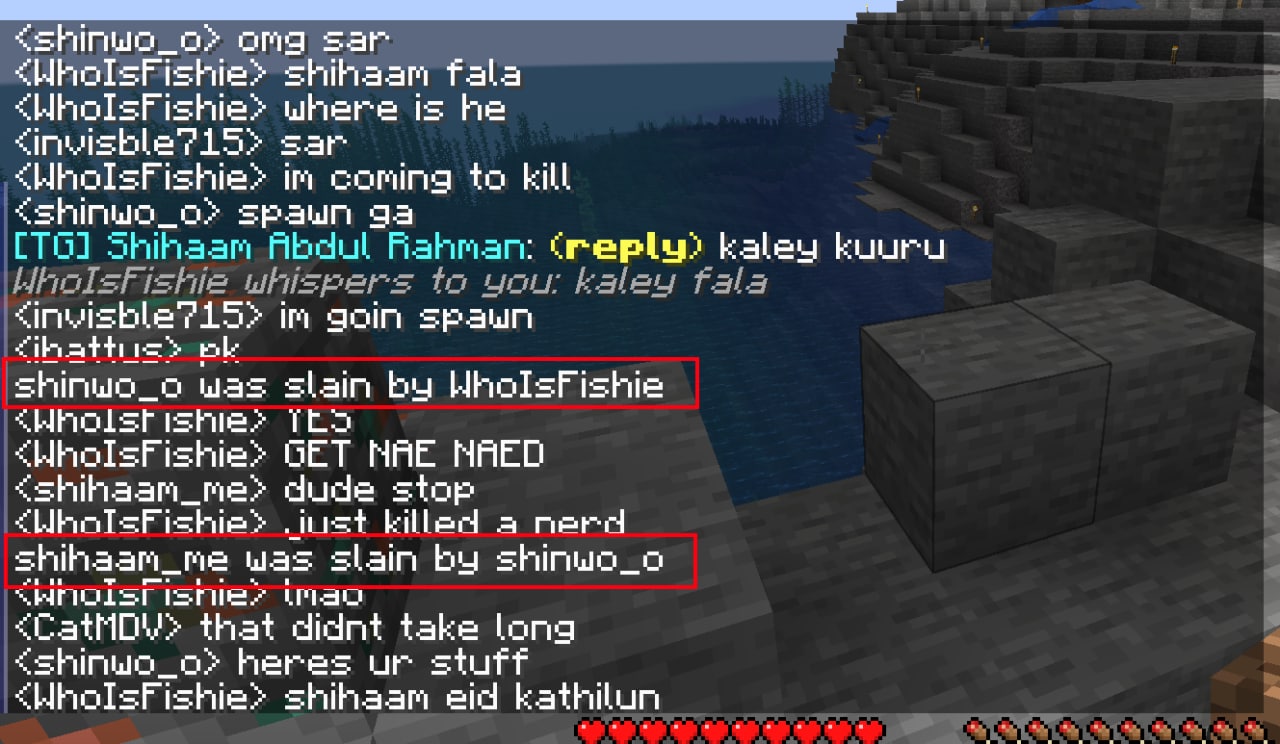 <shinwo_o> omg sar
<WhoIsFishie> shihaam fala
<WhoIsFishie> where is he
<invisble715> sar
<WhoIsFishie> im coming to kill
<shinwo_o> spawn ga
[TG] Shihaam Abdul Rahman: (reply) kaley kuuru
WhoIsFishie whispers to you: kaley fala
<invisble715> im goin spawn
<ibattus> pk
shinwo_o was slain by WhoIsFishie
<WhoIsFishie> YES
<WhoIsFishie> GET NAE NAED
<shihaam_me> dude stop
<WhoIsFishie> .just killed a nerd
shihaam_me was slain by shinwo_o
<WhoIsFishie> lmao
<CatMDV> that didnt take long
<shinwo_o> heres ur stuff
<WhoIsFishie> shihaam eid kathilun